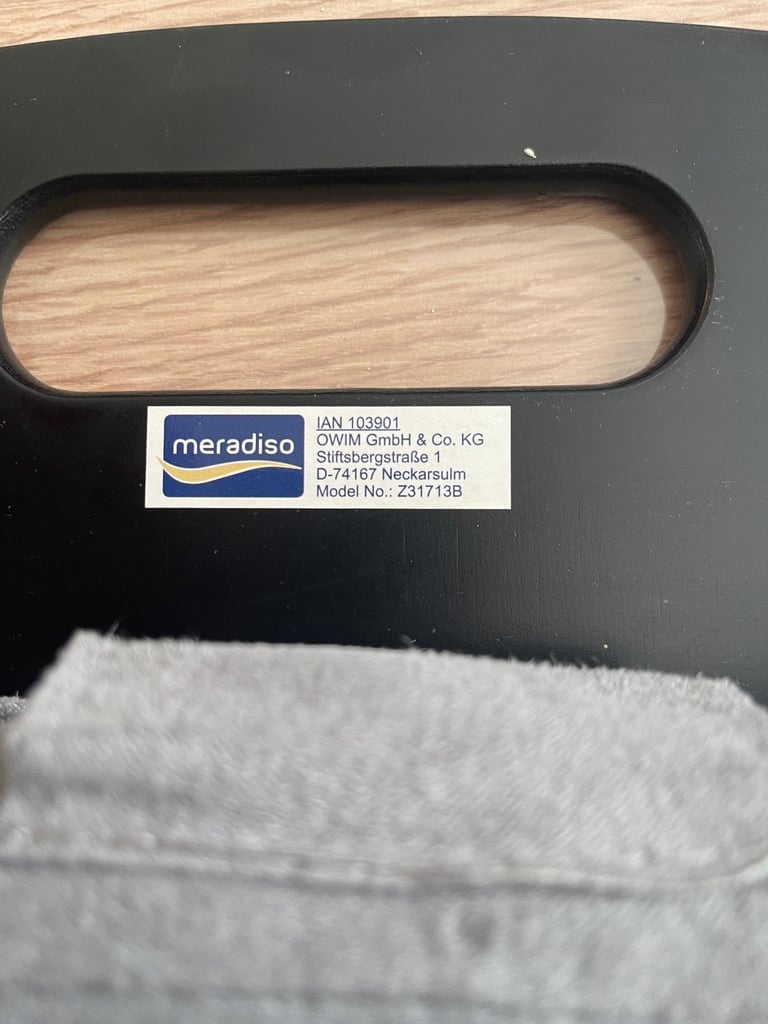 meradiso
IAN 103901
OWIM GmbH & Co. KG
Stiftsbergstraße 1
D-74167 Neckarsulm
Model No.: Z31713B